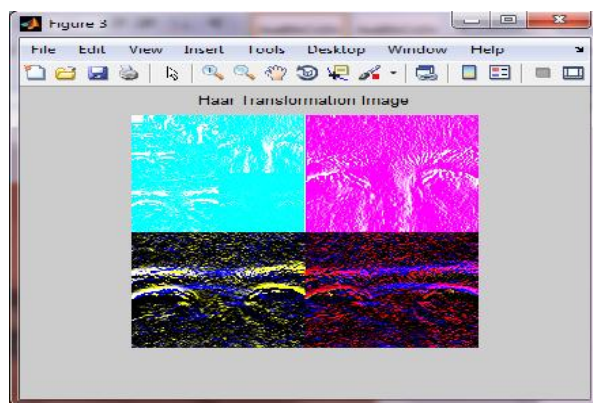 Figure 3
File Edit View Insert Tools Desktop Window Help
Haar Transformation Image